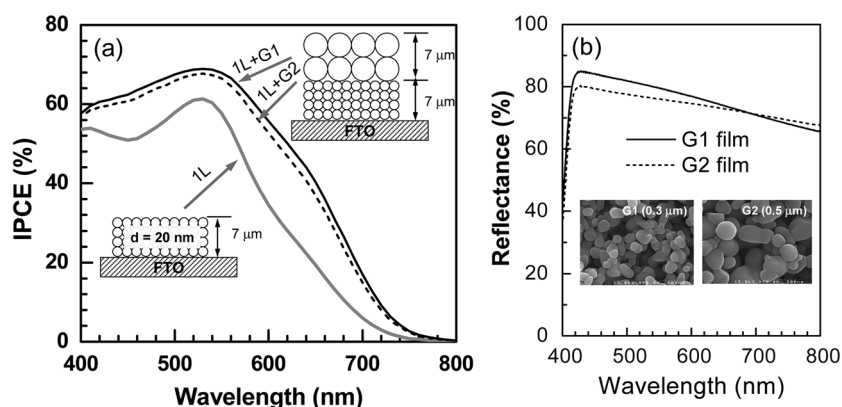 (a)
80
60
40
20
0
IPCE (%)
400 500 600 700 800
Wavelength (nm)
1L+G1
1L+G2
1L
7 μm
7 μm
FTO
d = 20 nm
7 μm
FTO
(b)
100
80
60
40
20
0
Reflectance (%)
G1 film
G2 film
G1 (0.3 μm)
G2 (0.5 μm)
400 500 600 700 800
Wavelength (nm)